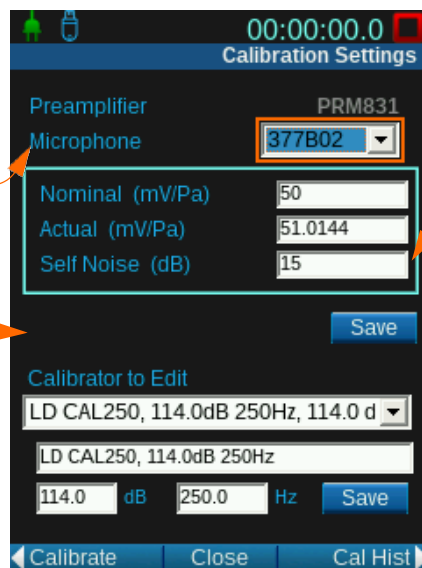 00:00:00.0
Calibration Settings
Preamplifier PRM831
Microphone 377B02
Nominal (mV/Pa) 50
Actual (mV/Pa) 51.0144
Self Noise (dB) 15
Save
Calibrator to Edit
LD CAL250, 114.0dB 250Hz, 114.0 d
LD CAL250, 114.0dB 250Hz
114.0 dB 250.0 Hz Save
Calibrate Close Cal Hist